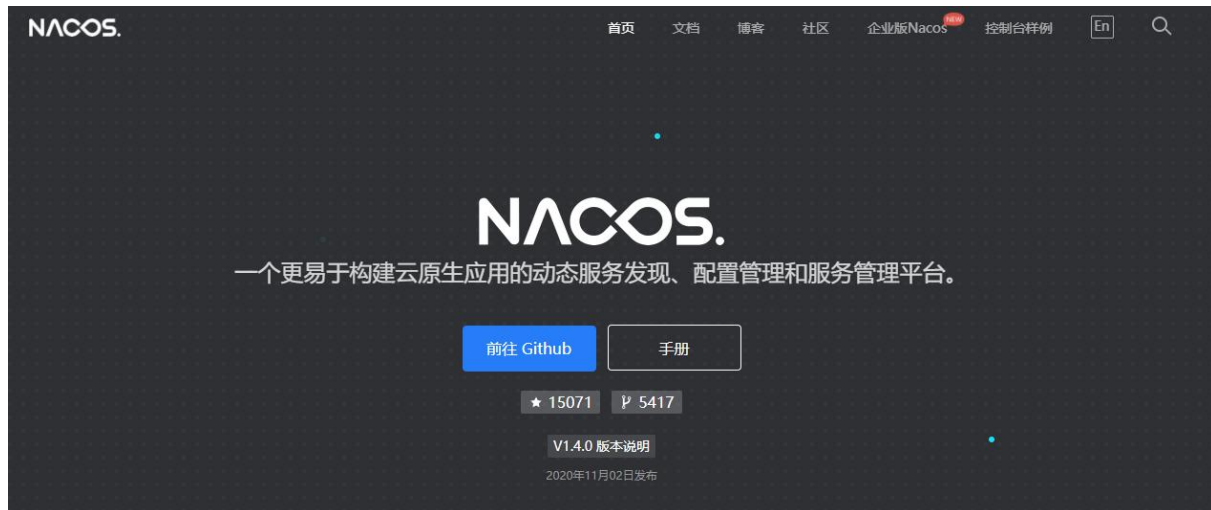 NACOS. 首页 文档 博客 社区 企业版Nacos NEW 控制台样例 En
NACOS.
一个更易于构建云原生应用的动态服务发现、配置管理和服务管理平台。
前往 Github 手册
15071 5417
V1.4.0 版本说明
2020年11月02日发布